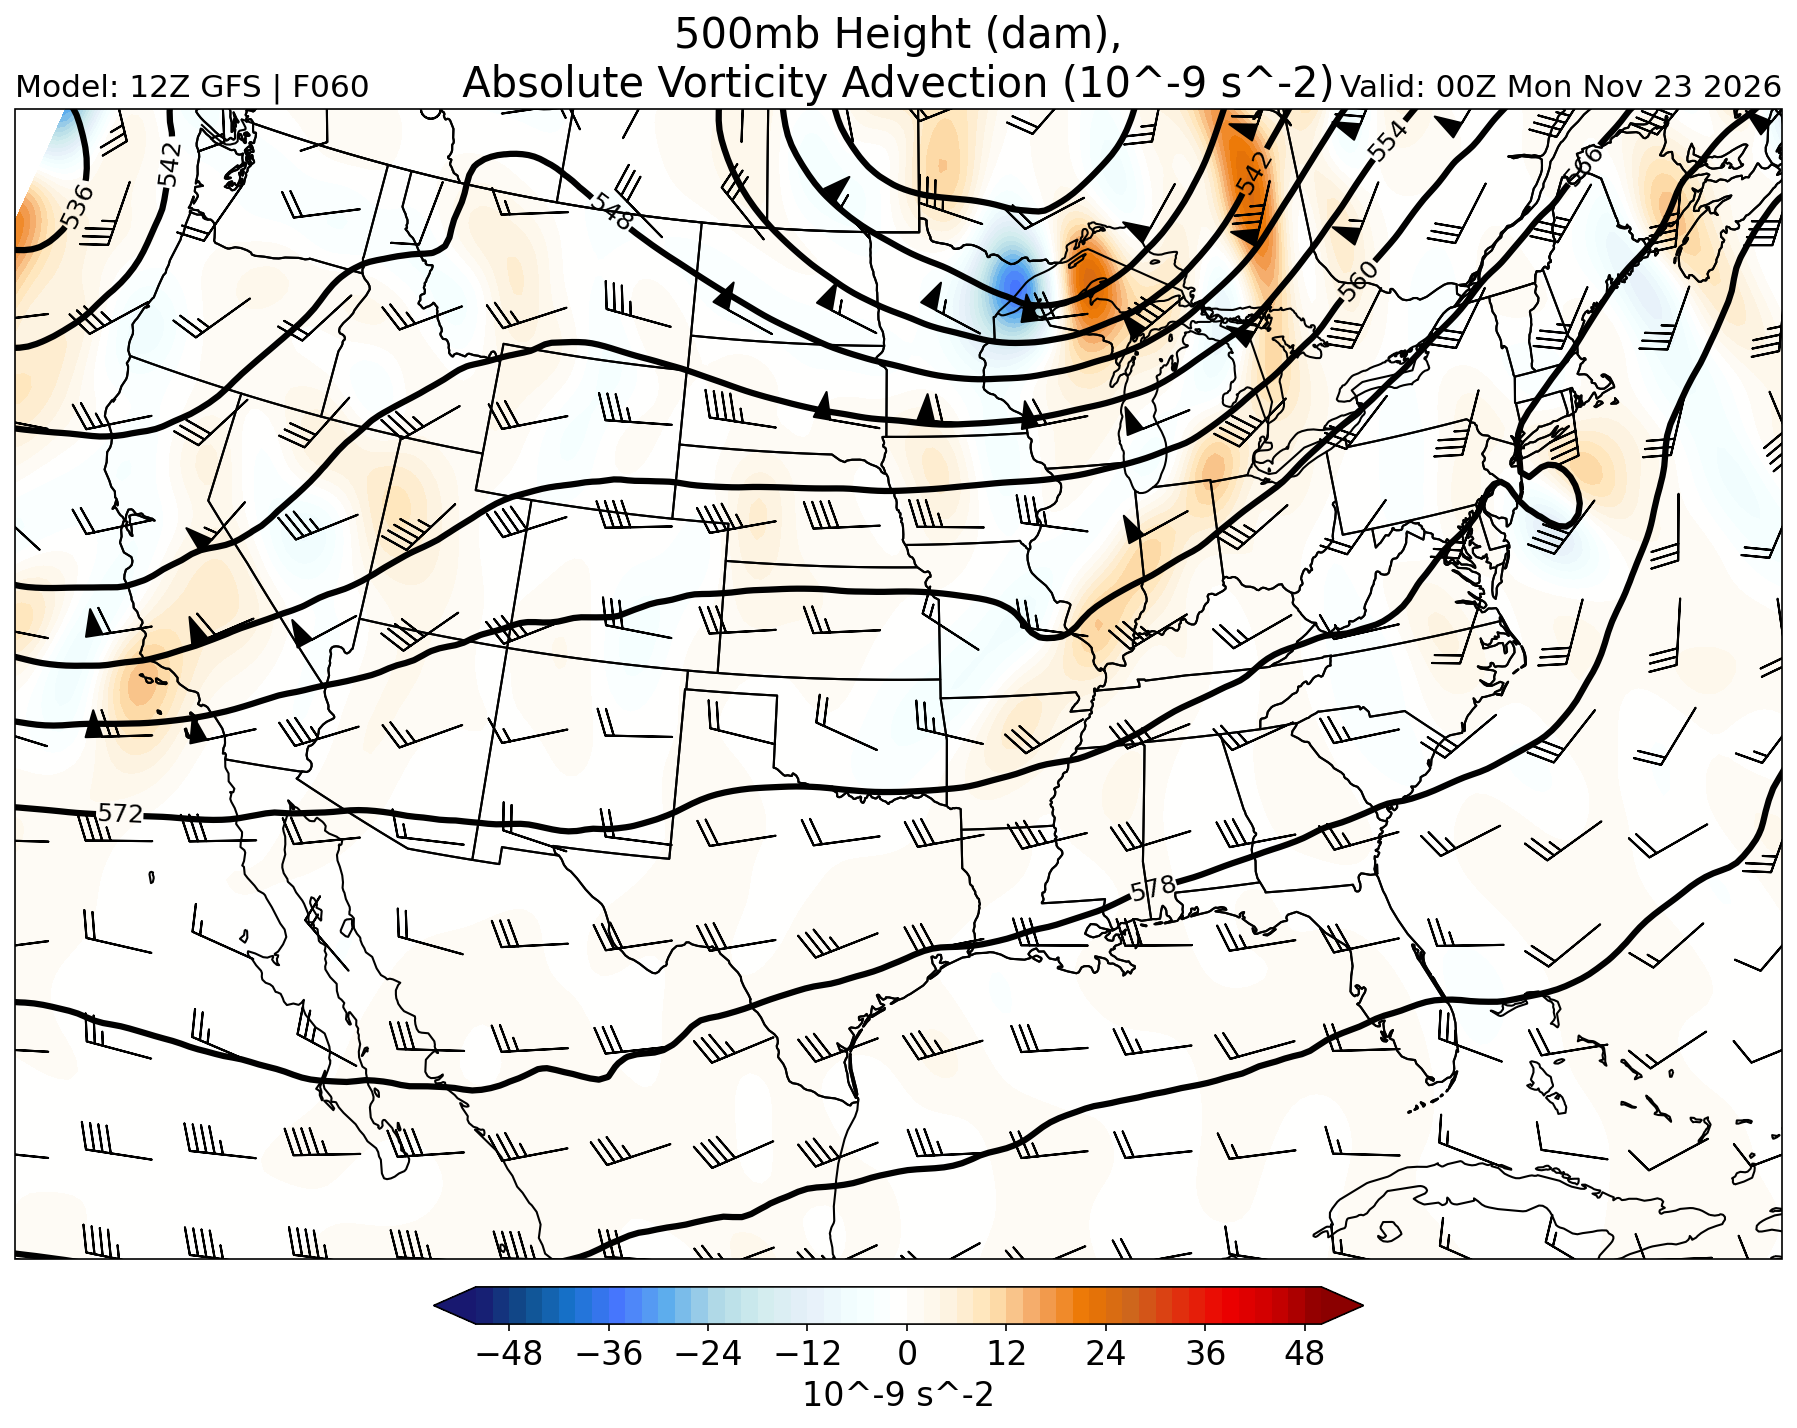 500mb Height (dam),
Model: 12Z GFS | F060
Absolute Vorticity Advection (10^-9 s^-2)
Valid: 00Z Mon Nov 23 2026
542
554
536
542
548
566
560
572
578
−48 −36 −24 −12 0 12 24 36 48
10^-9 s^-2